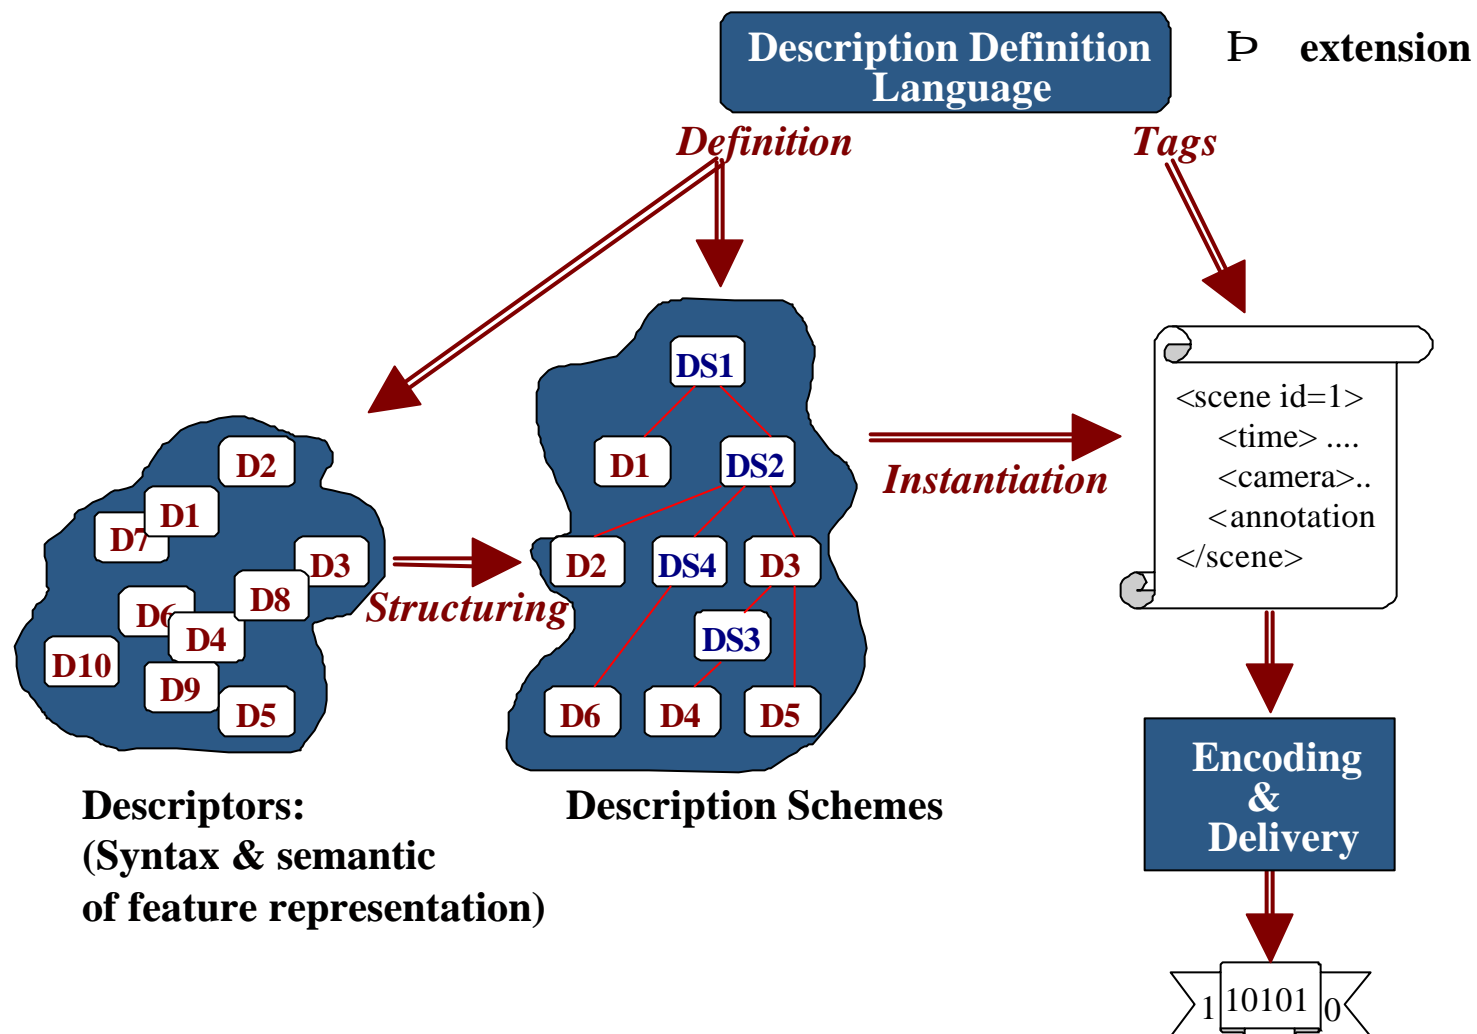 Description Definition
Language
Þ extension
Definition
Tags
DS1
D1
DS2
D2
DS4
D3
DS3
D6
D4
D5
D2
D1
D7
D3
D8
D6
D4
D10
D9
D5
Structuring
Instantiation
<scene id=1>
<time> ....
<camera>..
<annotation
</scene>
Descriptors:
(Syntax & semantic
of feature representation)
Description Schemes
Encoding
&
Delivery
1 10101 0